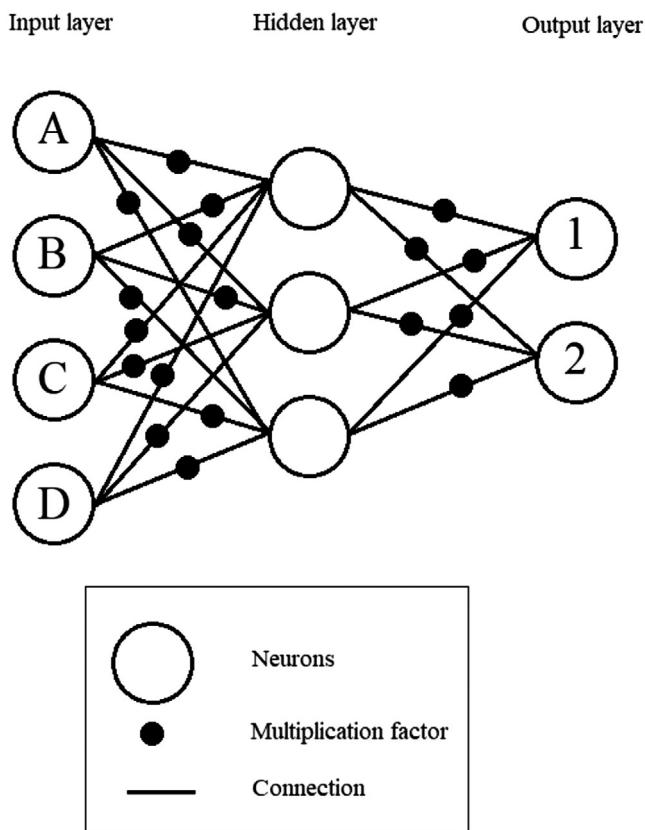 Input layer Hidden layer Output layer
A
B
C
D
1
2
Neurons
Multiplication factor
Connection